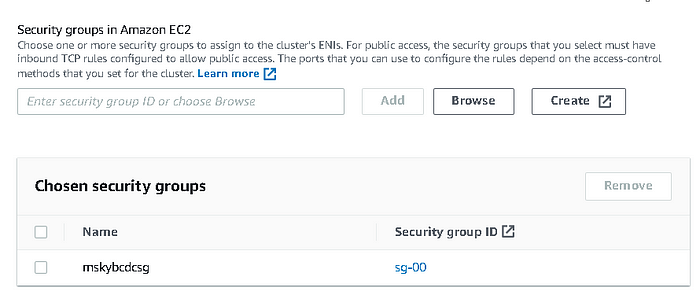 Security groups in Amazon EC2
Choose one or more security groups to assign to the cluster's ENIs. For public access, the security groups that you select must have
inbound TCP rules configured to allow public access. The ports that you can use to configure the rules depend on the access-control
methods that you set for the cluster. Learn more
Enter security group ID or choose Browse
Add
Browse
Create
Chosen security groups
Remove
Name
Security group ID
mskybcdcsg
sg-00